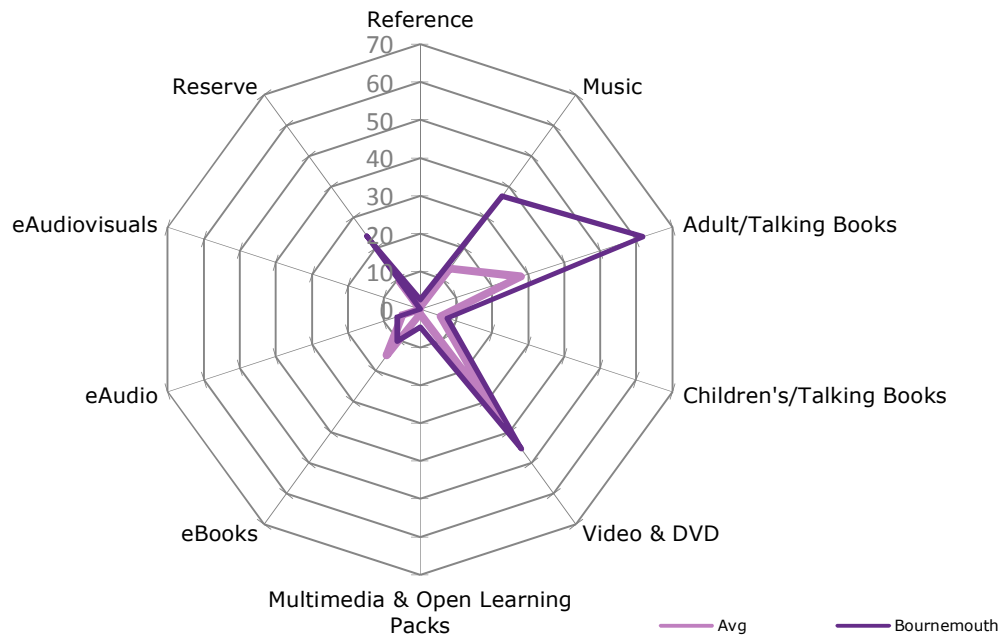 Reference
70
60
50
40
30
20
10
0
Reserve
Music
eAudiovisuals
Adult/Talking Books
eAudio
Children's/Talking Books
eBooks
Video & DVD
Multimedia & Open Learning
Packs
Avg
Bournemouth